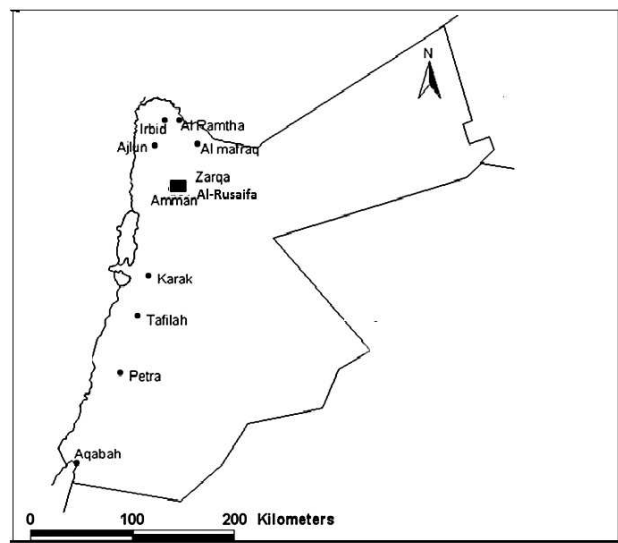 N
Irbid
Al Ramtha
Ajlun
Al mafraq
Zarqa
Amman
Al-Rusaifa
Karak
Tafilah
Petra
Aqabah
0 100 200 Kilometers